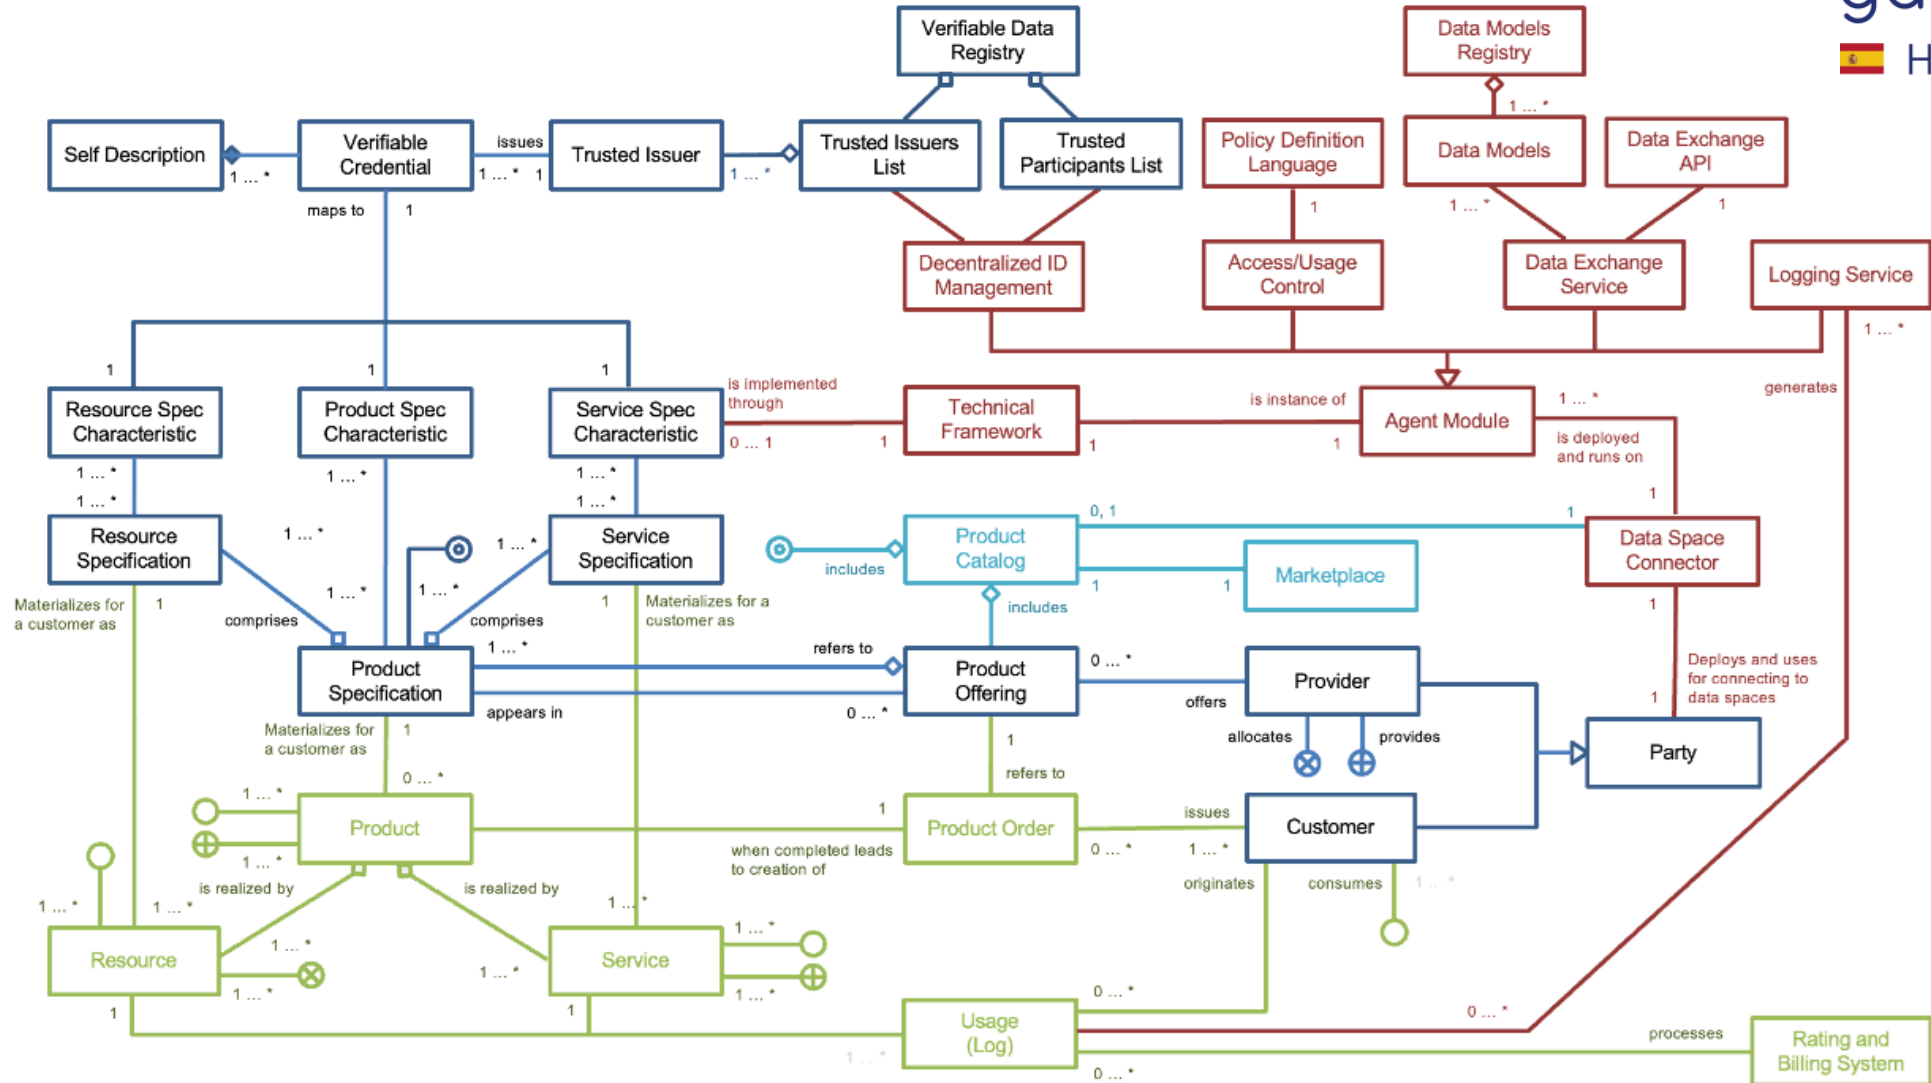 Verifiable Data
Registry
Data Models
Registry
H
1 ... *
Self Description
Verifiable
Credential
issues
Trusted Issuer
Trusted Issuers
List
Trusted
Participants List
Policy Definition
Language
Data Models
Data Exchange
API
1 ... *
1 ... *
1
1 ... *
maps to
1
1
1 ... *
1
Decentralized ID
Management
Access/Usage
Control
Data Exchange
Service
Logging Service
1 ... *
1
1
1
is implemented
through
generates
Resource Spec
Characteristic
Product Spec
Characteristic
Service Spec
Characteristic
0 ... 1
1
Technical
Framework
1
is instance of
1
Agent Module
1 ... *
is deployed
and runs on
1
1 ... *
1 ... *
1 ... *
1 ... *
1 ... *
Resource
Specification
1 ... *
1 ... *
Service
Specification
includes
Product
Catalog
0, 1
1
1
1
Marketplace
Data Space
Connector
Materializes for
a customer as
1
1 ... *
1 ... *
1
Materializes for a
customer as
includes
1
comprises
comprises
1 ... *
refers to
Product
Specification
Product
Offering
0 ... *
offers
Provider
Deploys and uses
for connecting to
data spaces
1
appears in
0 ... *
Materializes for
a customer as
1
1
allocates
provides
Party
0 ... *
refers to
1 ... *
Product
1
Product Order
issues
Customer
1 ... *
when completed leads
to creation of
0 ... *
1 ... *
is realized by
is realized by
originates
consumes
1 ... *
1 ... *
1 ... *
1 ... *
Resource
1 ... *
1 ... *
1 ... *
Service
1 ... *
1 ... *
1
1
0 ... *
Usage
(Log)
0 ... *
1 ... *
0 ... *
processes
Rating and
Billing System